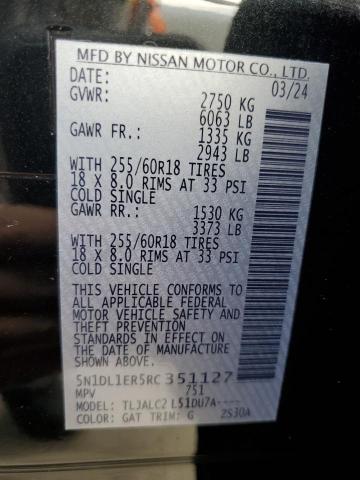 MFD BY NISSAN MOTOR CO., LTD.
DATE: 03/24
GVWR: 2750 KG
6063 LB
GAWR FR.: 1335 KG
2943 LB
WITH 255/60R18 TIRES
18 X 8.0 RIMS AT 33 PSI
COLD SINGLE
GAWR RR.: 1530 KG
3373 LB
WITH 255/60R18 TIRES
18 X 8.0 RIMS AT 33 PSI
COLD SINGLE
THIS VEHICLE CONFORMS TO
ALL APPLICABLE FEDERAL
MOTOR VEHICLE SAFETY AND
THEFT PREVENTION
STANDARDS IN EFFECT ON
THE DATE OF MANUFACTURE
SHOWN ABOVE.
5N1DL1ER5RC351127
MPV 751
MODEL: TLJALC2 L51DU7A----
COLOR: GAT TRIM: G 2S30A